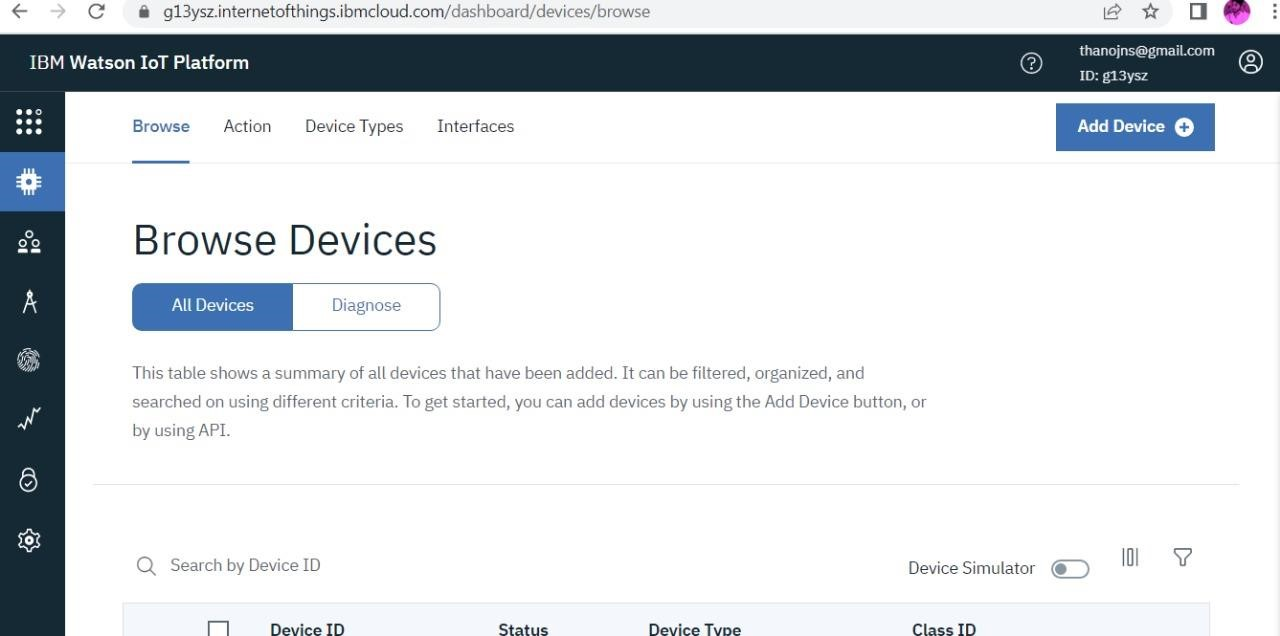 g13ysz.internetofthings.ibmcloud.com/dashboard/devices/browse
IBM Watson IoT Platform
thanojns@gmail.com
ID: g13ysz
Browse Action Device Types Interfaces
Add Device
Browse Devices
All Devices Diagnose
This table shows a summary of all devices that have been added. It can be filtered, organized, and
searched on using different criteria. To get started, you can add devices by using the Add Device button, or
by using API.
Search by Device ID
Device Simulator
Device ID Status Device Type Class ID